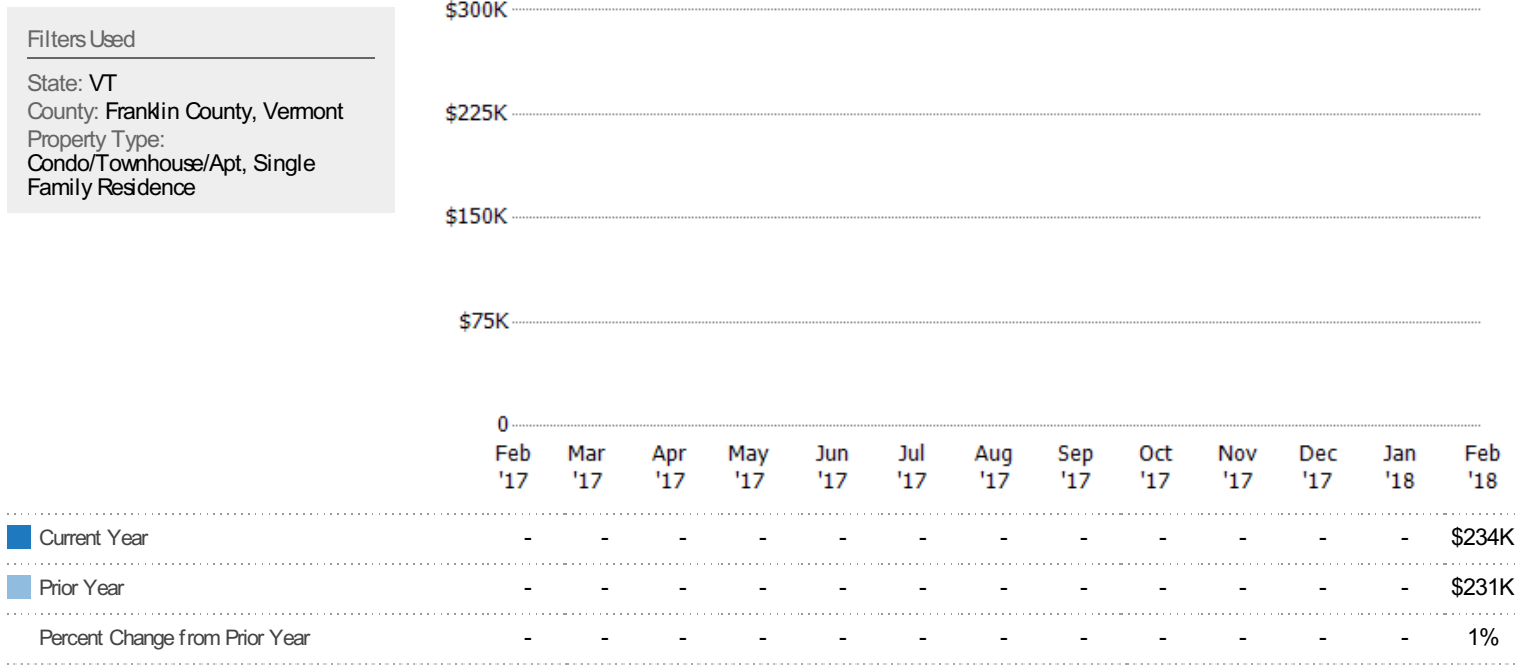 Filters Used
State: VT
County: Franklin County, Vermont
Property Type:
Condo/Townhouse/Apt, Single
Family Residence
$300K
$225K
$150K
$75K
0
Feb Mar Apr May Jun Jul Aug Sep Oct Nov Dec Jan Feb
'17 '17 '17 '17 '17 '17 '17 '17 '17 '17 '17 '18 '18
Current Year - - - - - - - - - - - - $234K
Prior Year - - - - - - - - - - - - $231K
Percent Change from Prior Year - - - - - - - - - - - - 1%